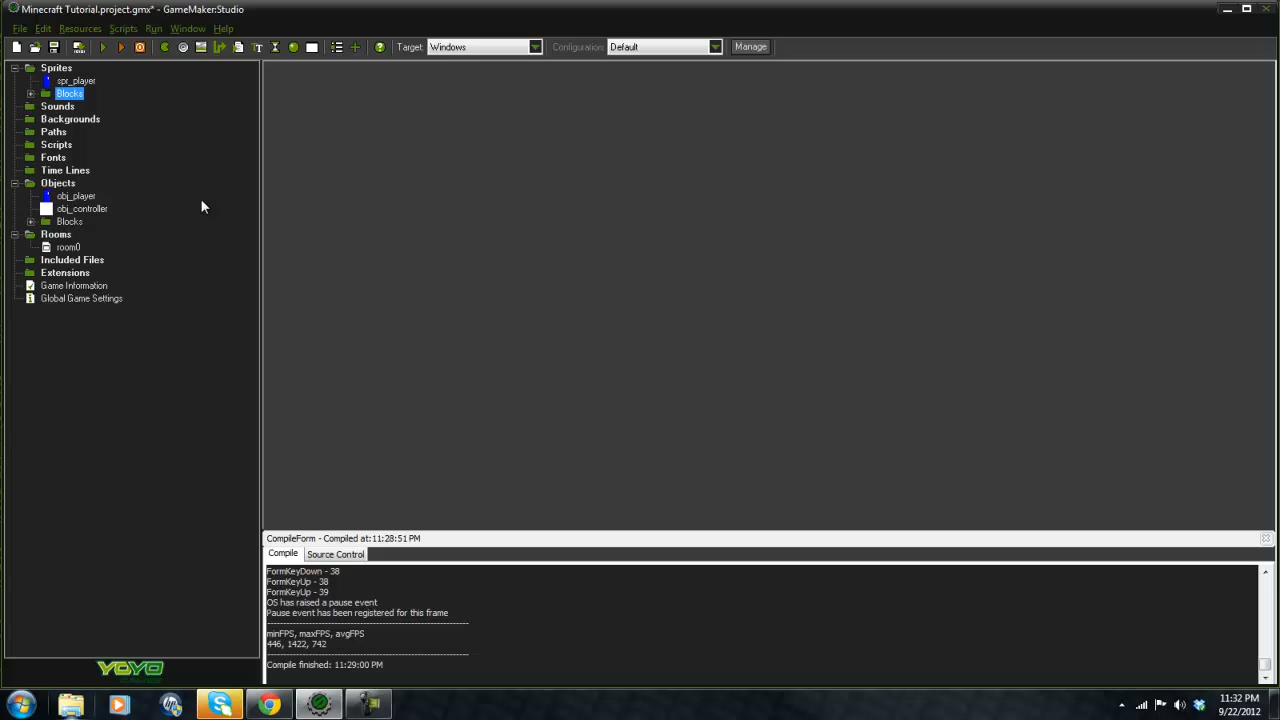 Minecraft Tutorial.project.gmx* - GameMaker:Studio
File Edit Resources Scripts Run Window Help
Target: Windows Configuration: Default Manage
Sprites
spr_player
Blocks
Sounds
Backgrounds
Paths
Scripts
Fonts
Time Lines
Objects
obj_player
obj_controller
Blocks
Rooms
room0
Included Files
Extensions
Game Information
Global Game Settings
CompileForm - Compiled at:11:28:51 PM
Compile Source Control
FormKeyDown - 38
FormKeyUp - 38
FormKeyUp - 39
OS has raised a pause event
Pause event has been registered for this frame
minFPS, maxFPS, avgFPS
446, 1422, 742
Compile finished: 11:29:00 PM
YOYO
11:32 PM
9/22/2012